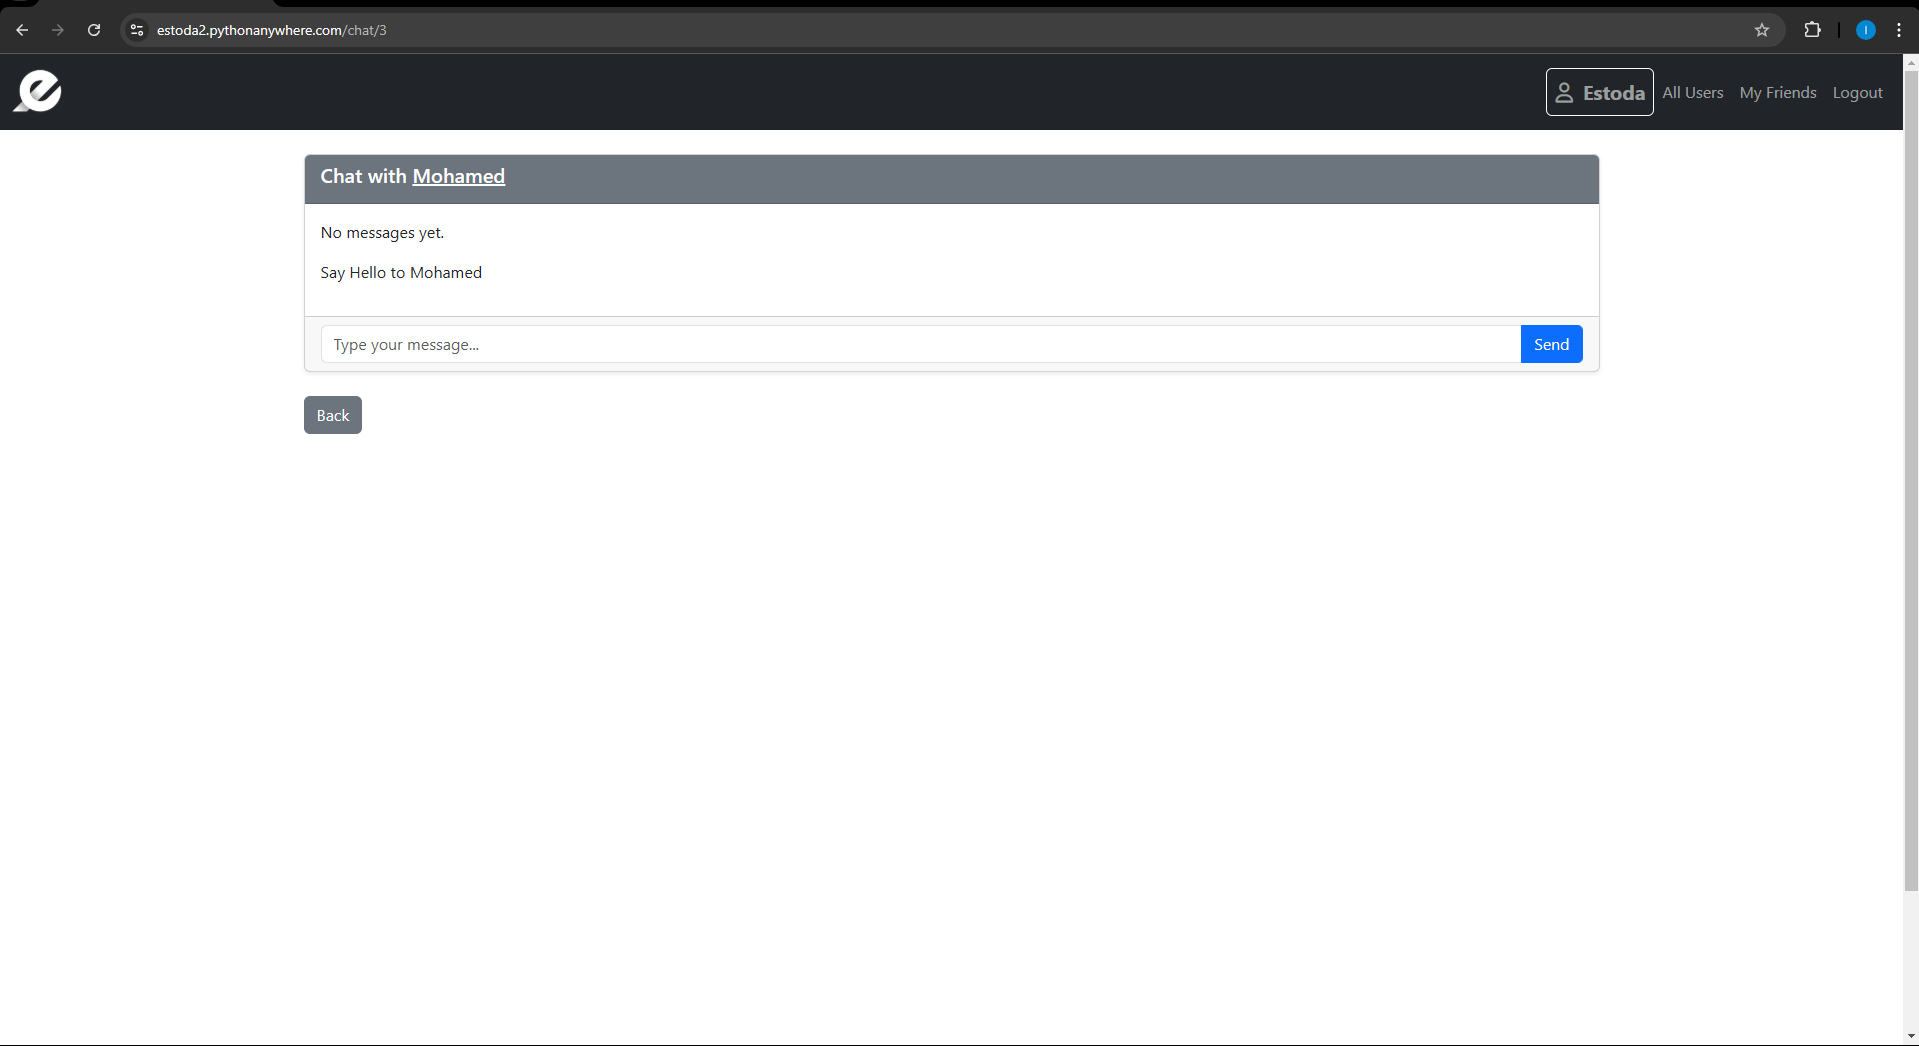 estoda2.pythonanywhere.com/chat/3
I
Estoda All Users My Friends Logout
Chat with Mohamed
No messages yet.
Say Hello to Mohamed
Type your message...
Send
Back